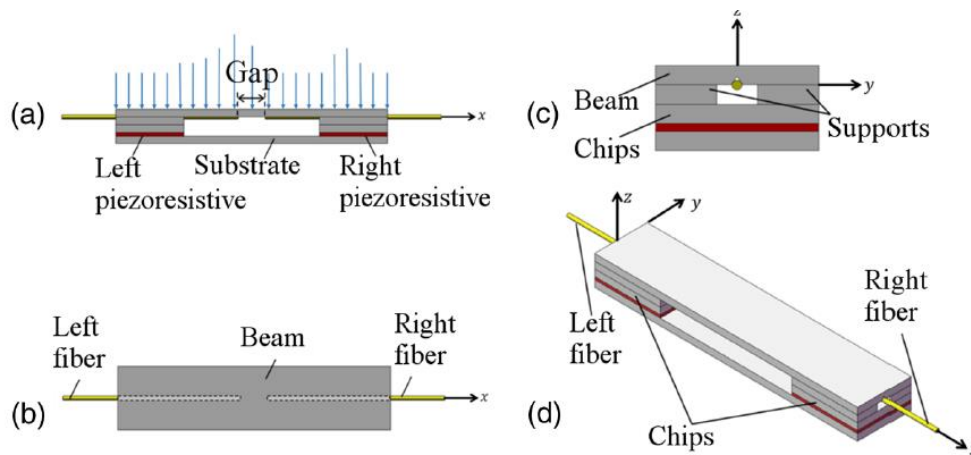 (a)
Gap
x
Left
piezoresistive
Substrate
Right
piezoresistive
(b)
Left
fiber
Beam
Right
fiber
x
(c)
z
y
Beam
Chips
Supports
(d)
z
y
Left
fiber
Right
fiber
Chips